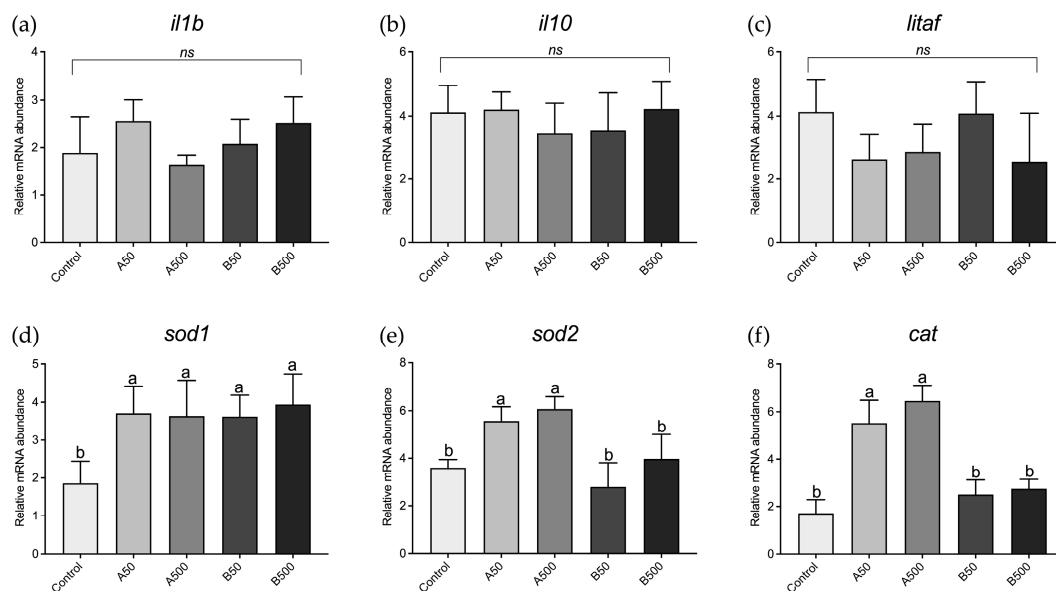 (a)
il1b
ns
Relative mRNA abundance
4
3
2
1
0
Control
A50
A500
B50
B500
(b)
il10
ns
Relative mRNA abundance
6
4
2
0
Control
A50
A500
B50
B500
(c)
litaf
ns
Relative mRNA abundance
6
4
2
0
Control
A50
A500
B50
B500
(d)
sod1
Relative mRNA abundance
5
4
3
2
1
0
b
a
a
a
a
Control
A50
A500
B50
B500
(e)
sod2
Relative mRNA abundance
8
6
4
2
0
b
a
a
b
b
Control
A50
A500
B50
B500
(f)
cat
Relative mRNA abundance
8
6
4
2
0
b
a
a
b
b
Control
A50
A500
B50
B500